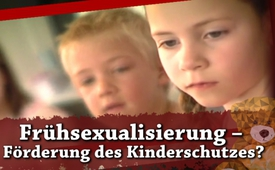 Frühsexualisierung –
Förderung des Kinderschutzes?